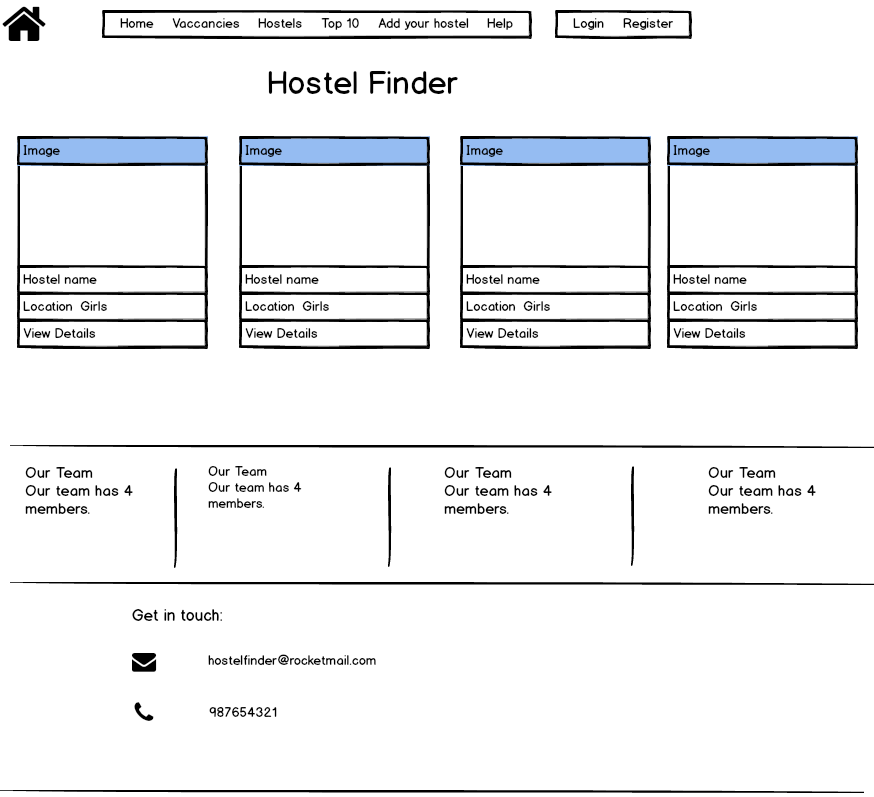 Home Vaccancies Hostels Top 10 Add your hostel Help Login Register
Hostel Finder
Image Image Image Image
Hostel name Hostel name Hostel name Hostel name
Location Girls Location Girls Location Girls Location Girls
View Details View Details View Details View Details
Our Team
Our team has 4
members.
Our Team
Our team has 4
members.
Our Team
Our team has 4
members.
Our Team
Our team has 4
members.
Get in touch:
hostelfinder@rocketmail.com
987654321